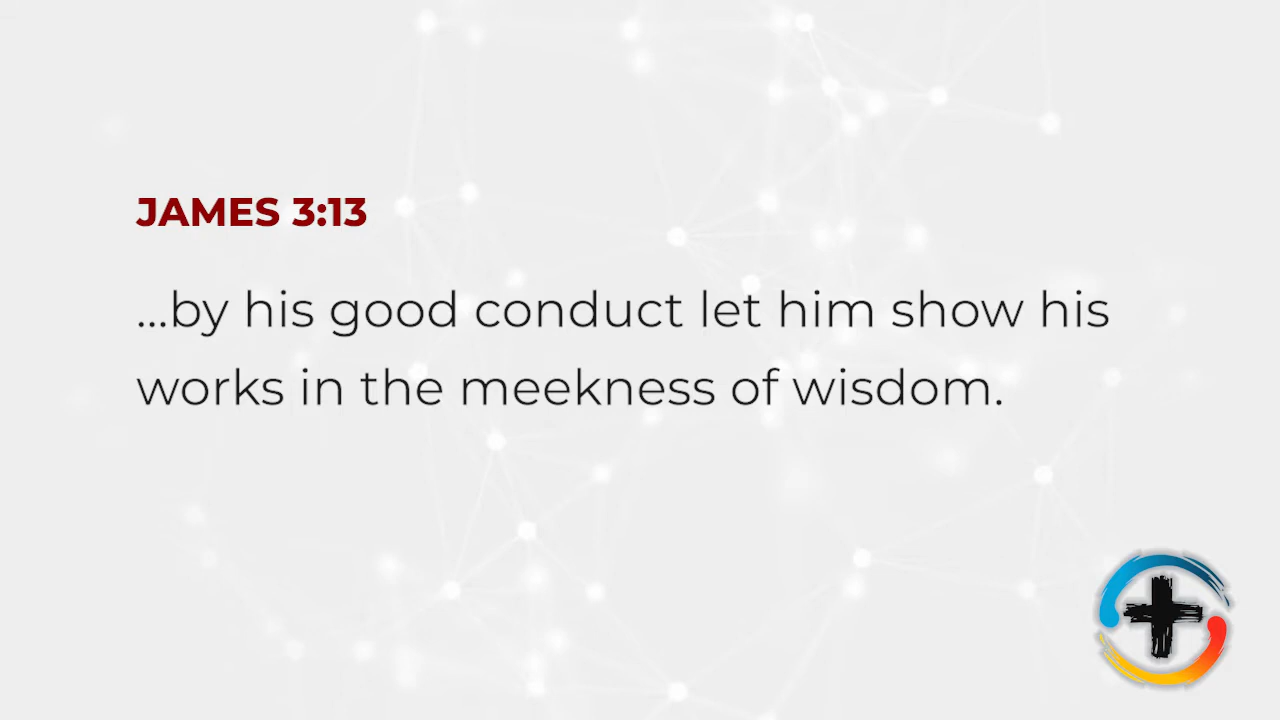 JAMES 3:13
...by his good conduct let him show his
works in the meekness of wisdom.